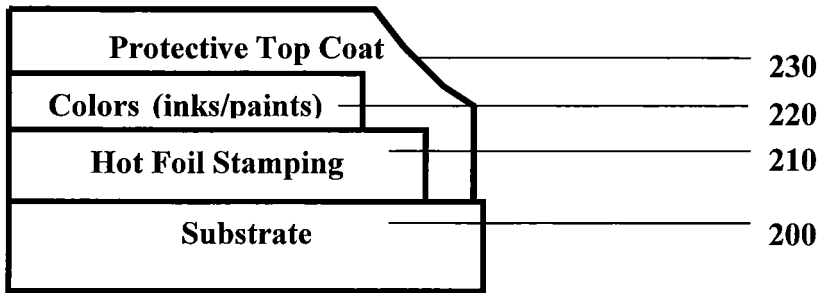 Protective Top Coat
230
Colors (inks/paints)
220
Hot Foil Stamping
210
Substrate
200